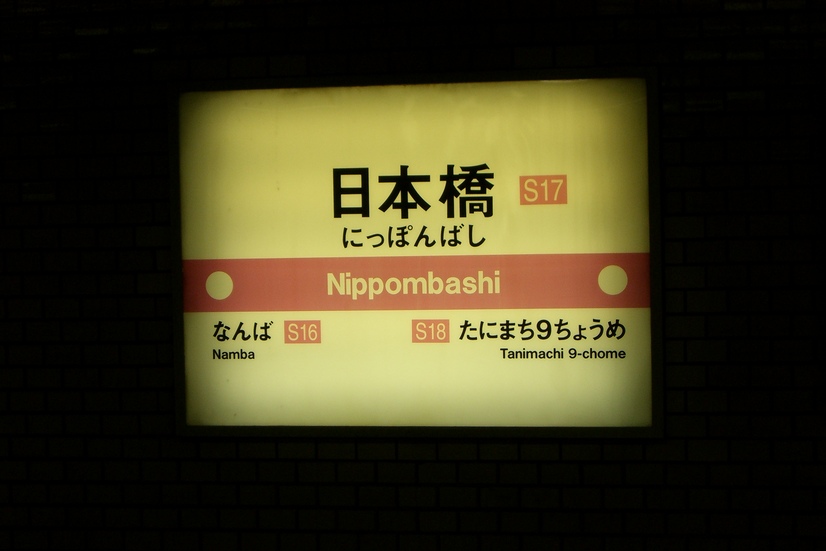 日本橋 S17
にっぽんばし
Nippombashi
なんば S16 S18 たにまち9ちょうめ
Namba Tanimachi 9-chome